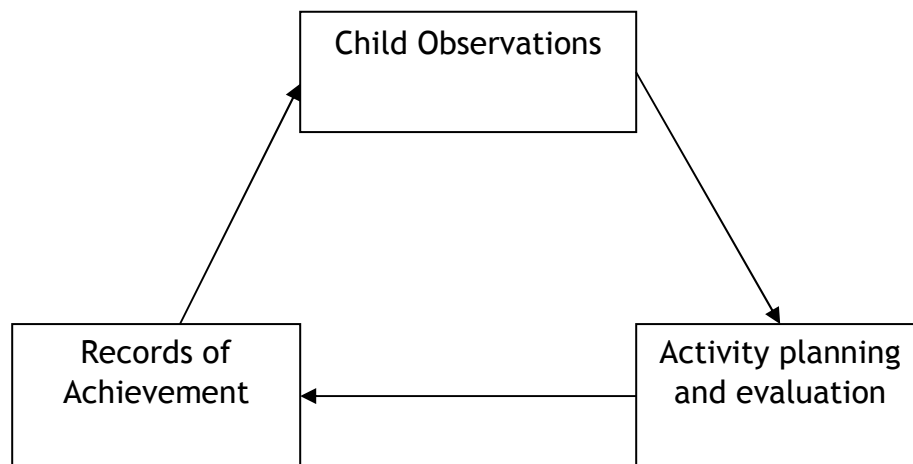 Child Observations
Records of
Achievement
Activity planning
and evaluation